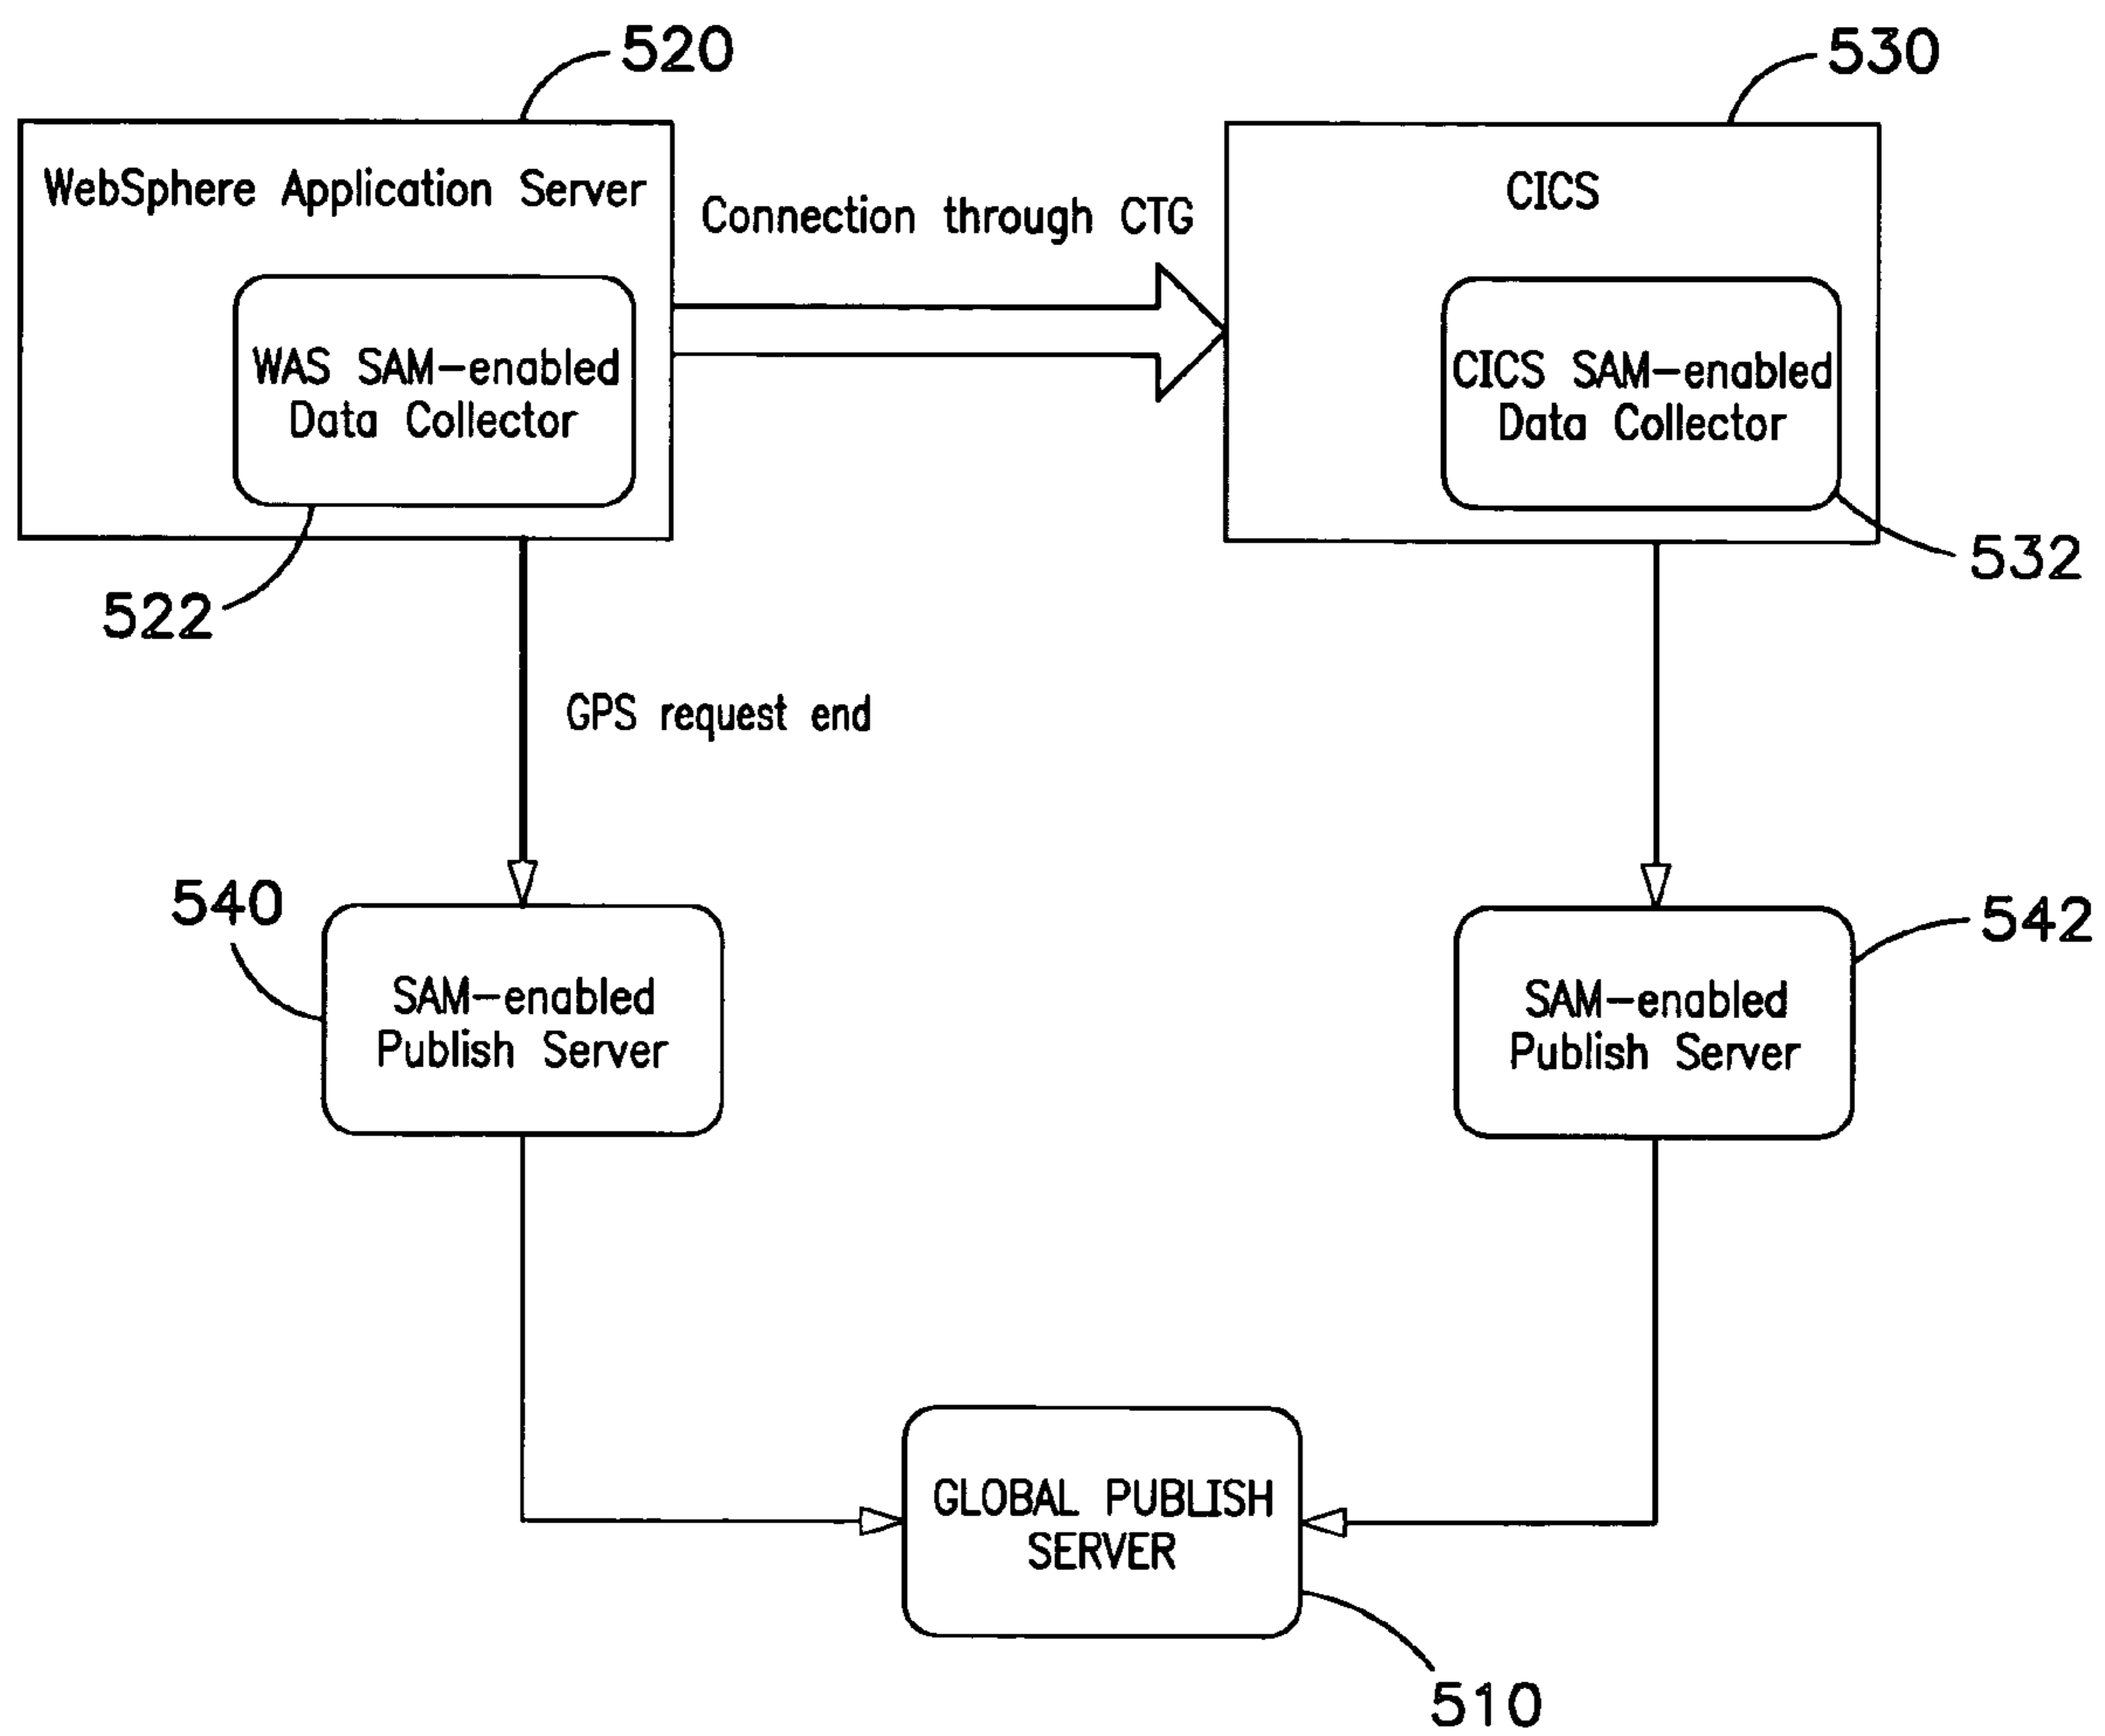 520
530
WebSphere Application Server
CICS
Connection through CTG
WAS SAM-enabled
Data Collector
CICS SAM-enabled
Data Collector
532
522
GPS request end
540
542
SAM-enabled
Publish Server
SAM-enabled
Publish Server
GLOBAL PUBLISH
SERVER
510